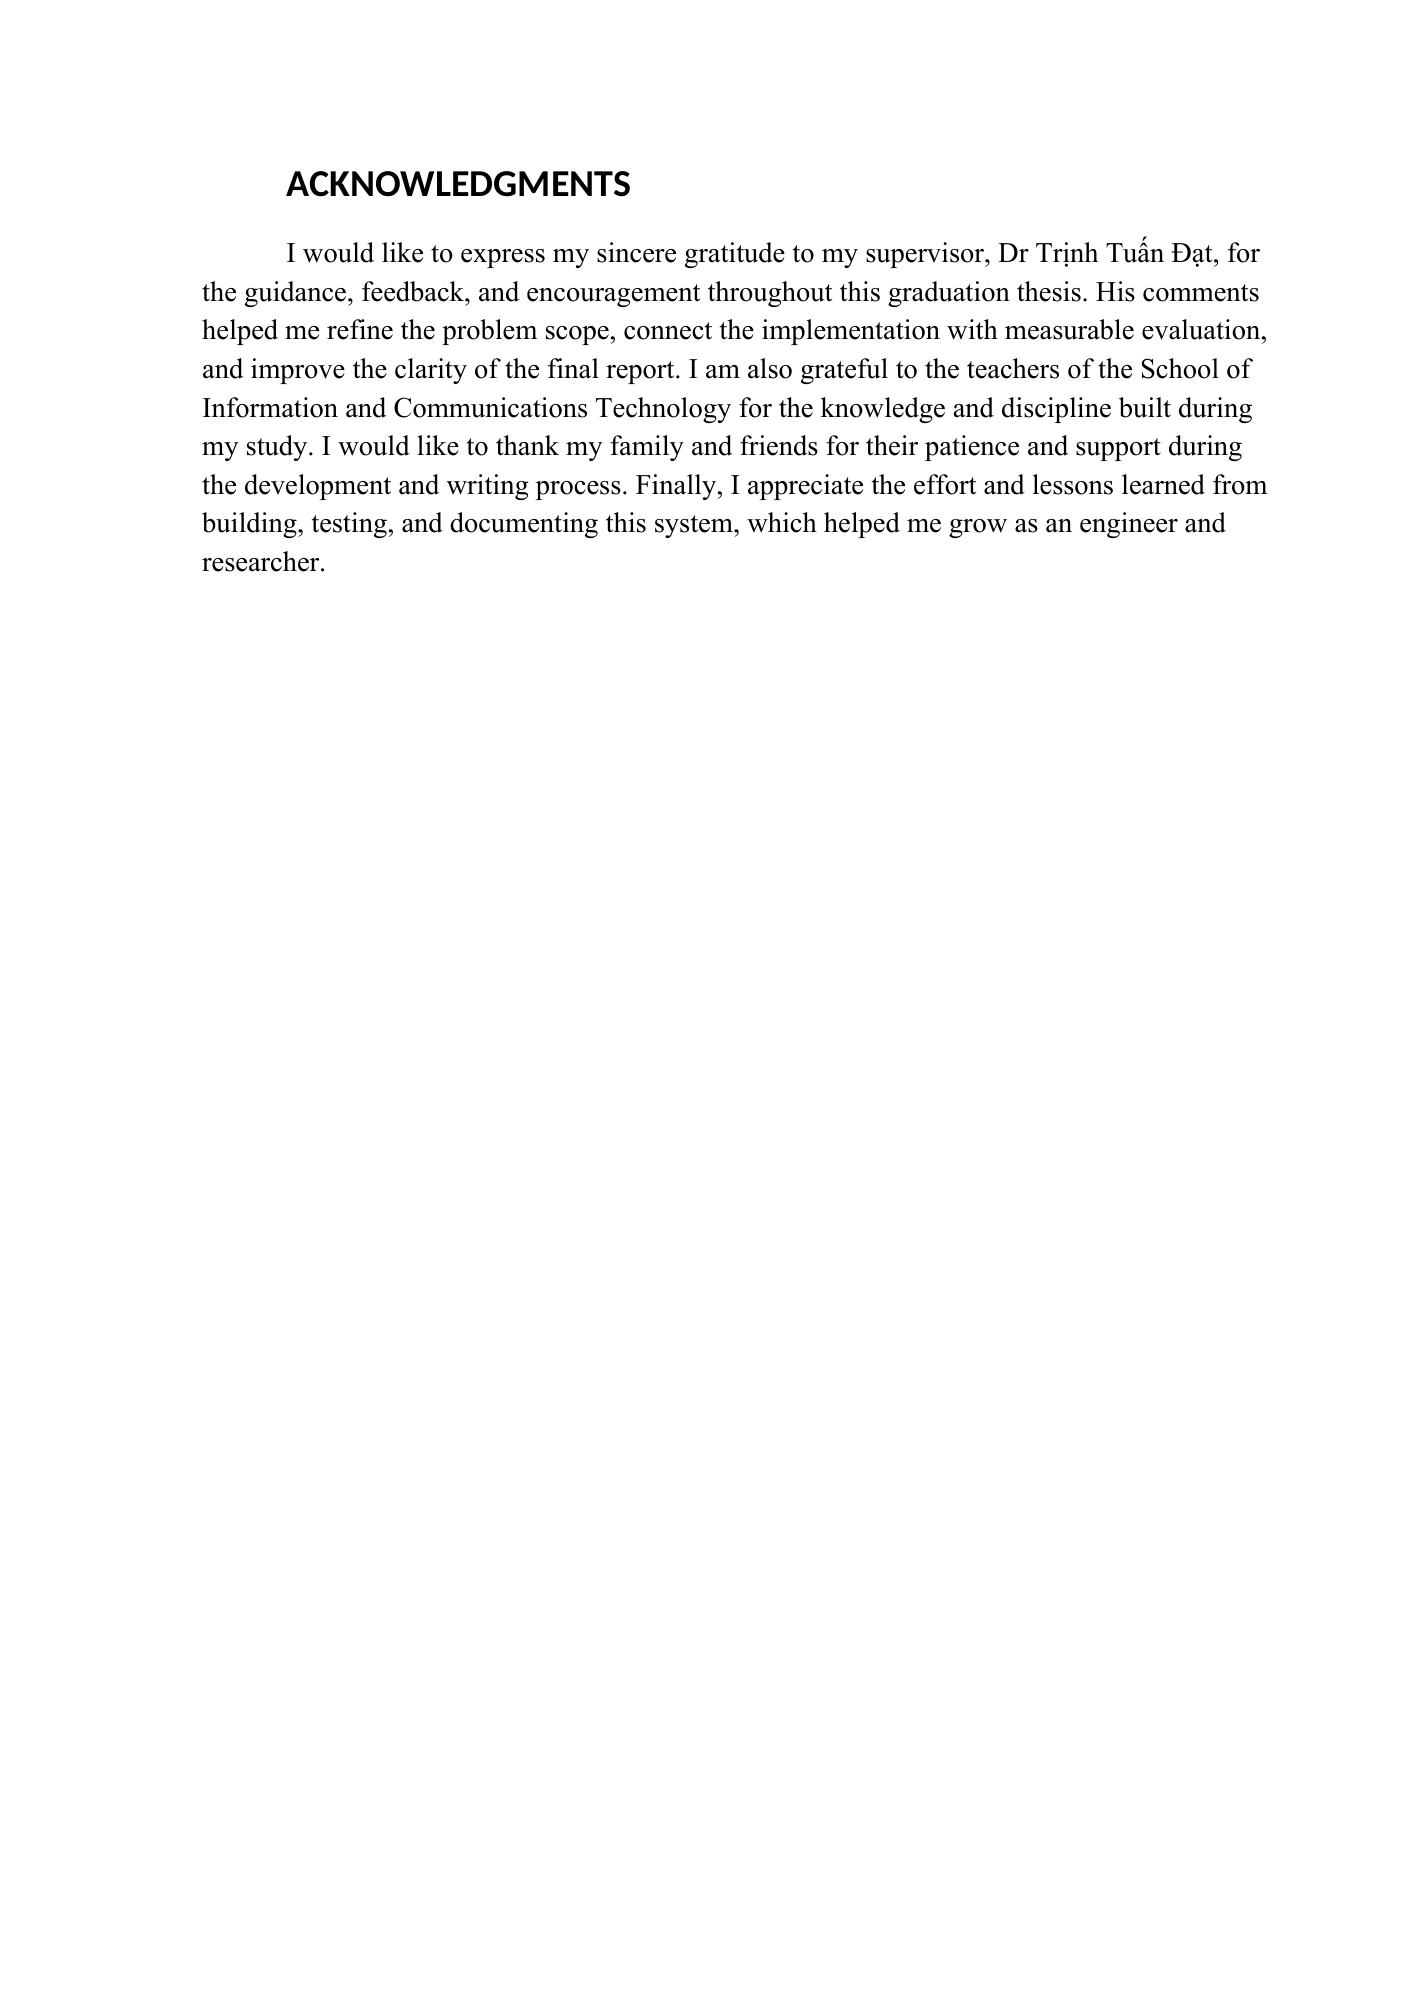 ACKNOWLEDGMENTS
I would like to express my sincere gratitude to my supervisor, Dr Trịnh Tuấn Đạt, for
the guidance, feedback, and encouragement throughout this graduation thesis. His comments
helped me refine the problem scope, connect the implementation with measurable evaluation,
and improve the clarity of the final report. I am also grateful to the teachers of the School of
Information and Communications Technology for the knowledge and discipline built during
my study. I would like to thank my family and friends for their patience and support during
the development and writing process. Finally, I appreciate the effort and lessons learned from
building, testing, and documenting this system, which helped me grow as an engineer and
researcher.